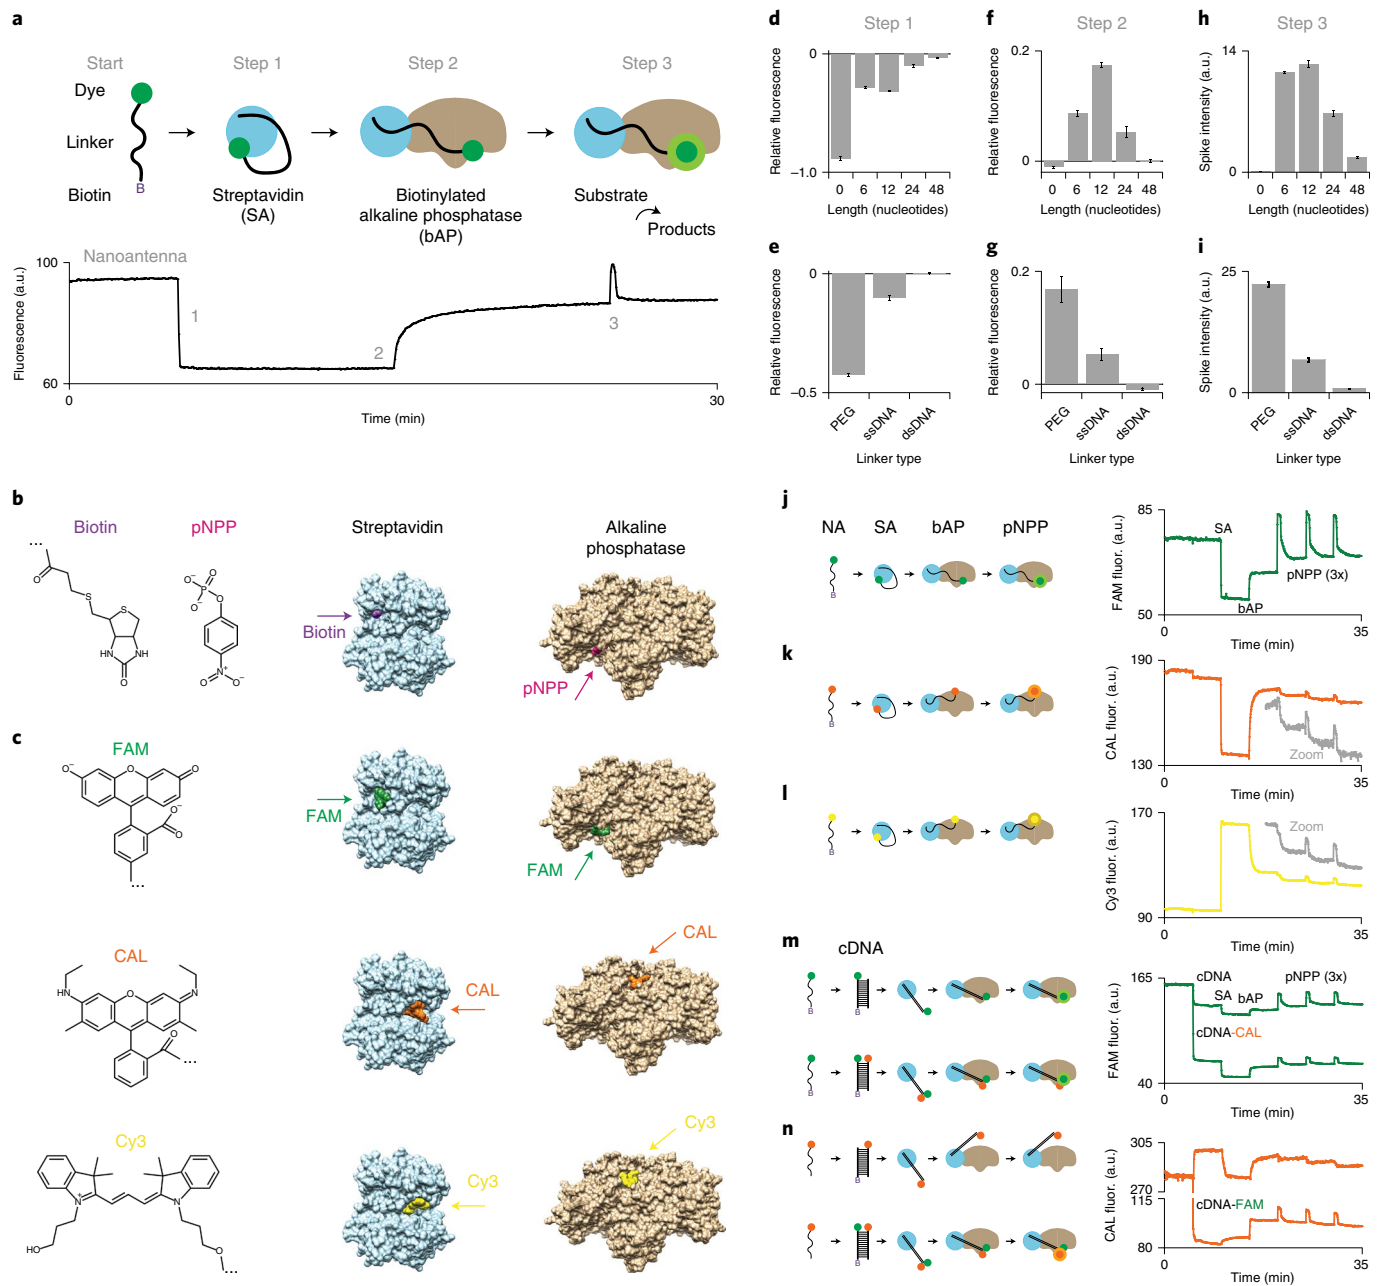 a
Start
Step 1
Step 2
Step 3
Dye
Linker
Biotin
B
Streptavidin
(SA)
Biotinylated
alkaline phosphatase
(bAP)
Substrate
Products
Nanoantenna
Fluorescence (a.u.)
100
60
1
2
3
0
30
Time (min)
d
Step 1
Relative fluorescence
0
–1.0
0 6 12 24 48
Length (nucleotides)
f
Step 2
Relative fluorescence
0.2
0
0 6 12 24 48
Length (nucleotides)
h
Step 3
Spike intensity (a.u.)
14
0
0 6 12 24 48
Length (nucleotides)
e
Relative fluorescence
0
–0.5
PEG
ssDNA
dsDNA
Linker type
g
Relative fluorescence
0.2
0
PEG
ssDNA
dsDNA
Linker type
i
Spike intensity (a.u.)
25
0
PEG
ssDNA
dsDNA
Linker type
b
Biotin
pNPP
Streptavidin
Alkaline
phosphatase
...
O
S
S
HN
NH
O
O–
O
P
O–
O
N+
O
O–
Biotin
pNPP
c
FAM
O–
O
O
O–
O
...
FAM
FAM
CAL
HN
O
N
O
...
CAL
CAL
Cy3
N+
N
HO
O
...
Cy3
Cy3
j
NA
SA
bAP
pNPP
B
FAM fluor. (a.u.)
85
50
SA
bAP
pNPP (3x)
0
35
Time (min)
k
B
CAL fluor. (a.u.)
190
130
Zoom
0
35
Time (min)
l
B
Cy3 fluor. (a.u.)
170
90
Zoom
0
35
Time (min)
m
cDNA
B
B
FAM fluor. (a.u.)
165
40
cDNA
SA
bAP
pNPP (3x)
cDNA-CAL
0
35
Time (min)
n
B
CAL fluor. (a.u.)
305
270
115
80
cDNA-FAM
0
35
Time (min)